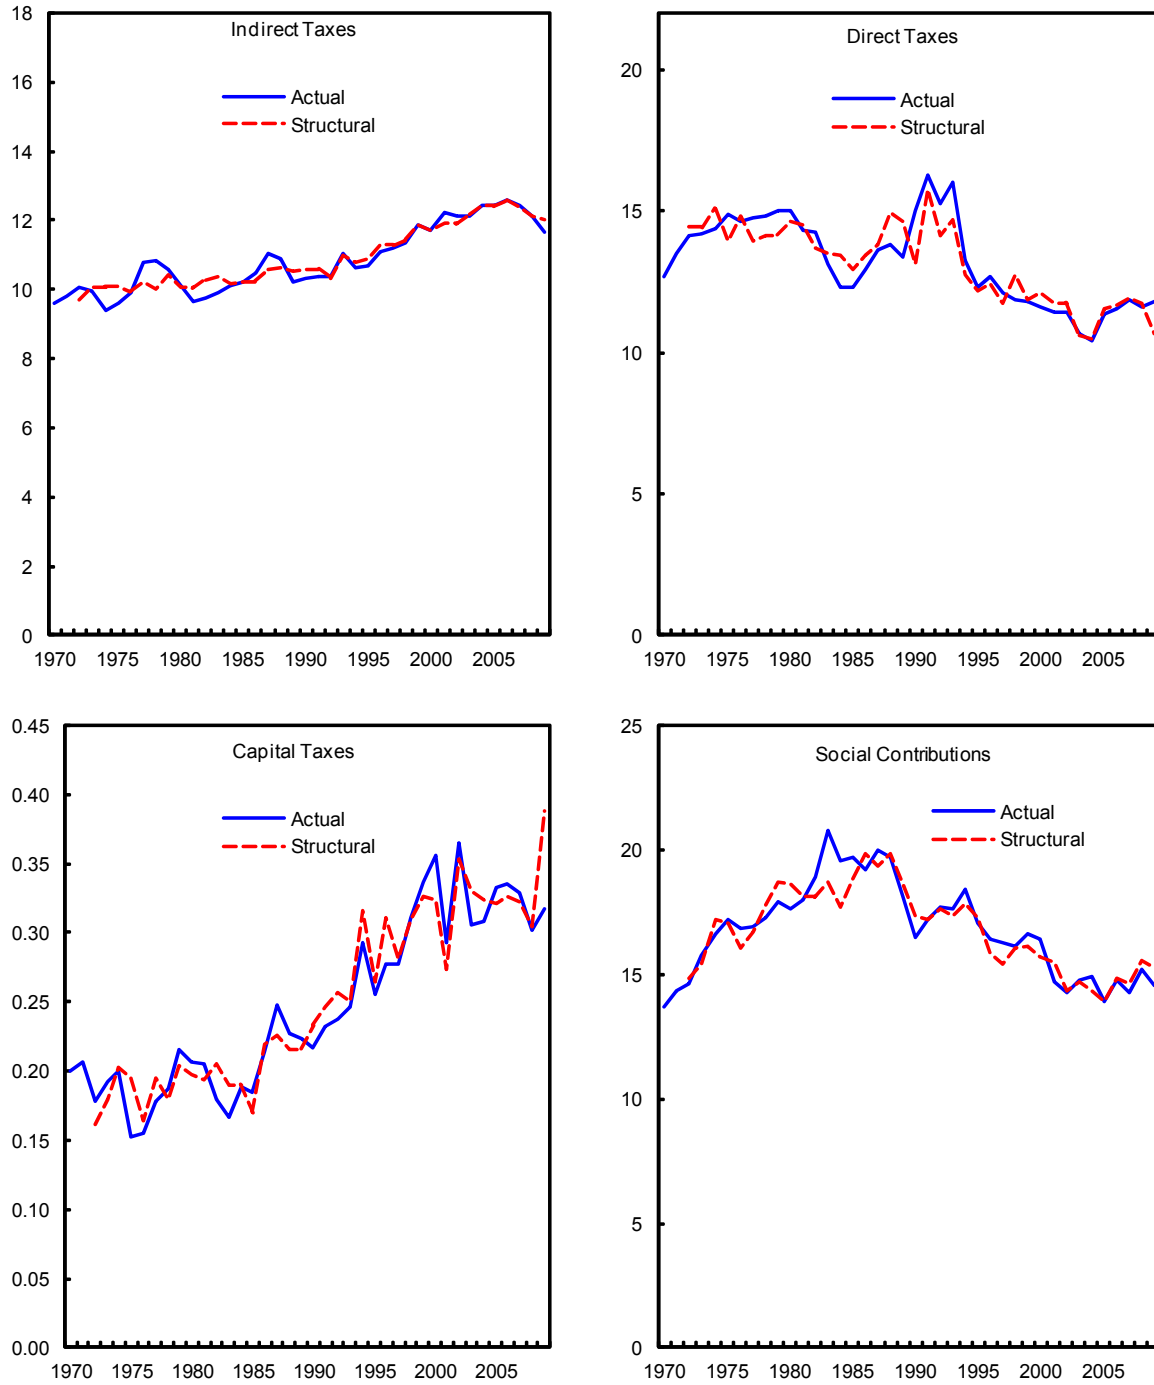 Indirect Taxes
Actual
Structural
18
16
14
12
10
8
6
4
2
0
1970 1975 1980 1985 1990 1995 2000 2005
Direct Taxes
Actual
Structural
20
15
10
5
0
1970 1975 1980 1985 1990 1995 2000 2005
Capital Taxes
Actual
Structural
0.45
0.40
0.35
0.30
0.25
0.20
0.15
0.10
0.05
0.00
1970 1975 1980 1985 1990 1995 2000 2005
Social Contributions
Actual
Structural
25
20
15
10
5
0
1970 1975 1980 1985 1990 1995 2000 2005